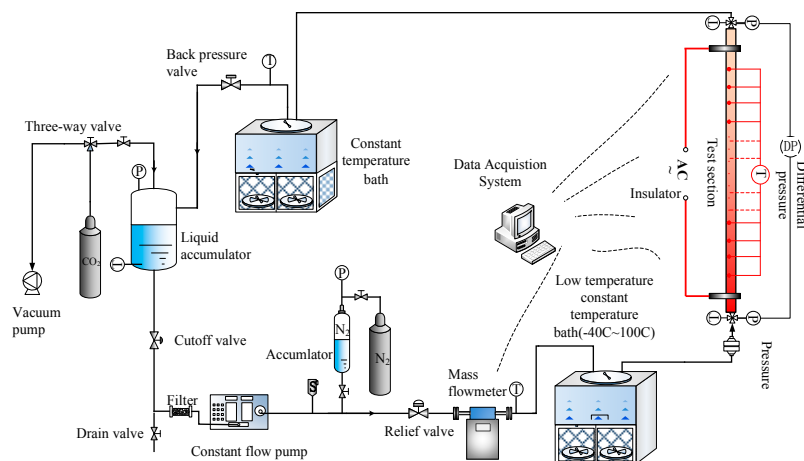 Back pressure
valve
T
Three-way valve
Constant
temperature
bath
P
CO₂
Liquid
accumulator
T
Vacuum
pump
Cutoff valve
Filter
Drain valve
Constant flow pump
S
P
N₂
N₂
Accumlator
Relief valve
Mass
flowmeter
T
Data Acquistion
System
Low temperature
constant
temperature
bath(-40C~100C)
Pressure
AC
~
Insulator
Test section
T
P
T
DP
Differential
pressure
T
P